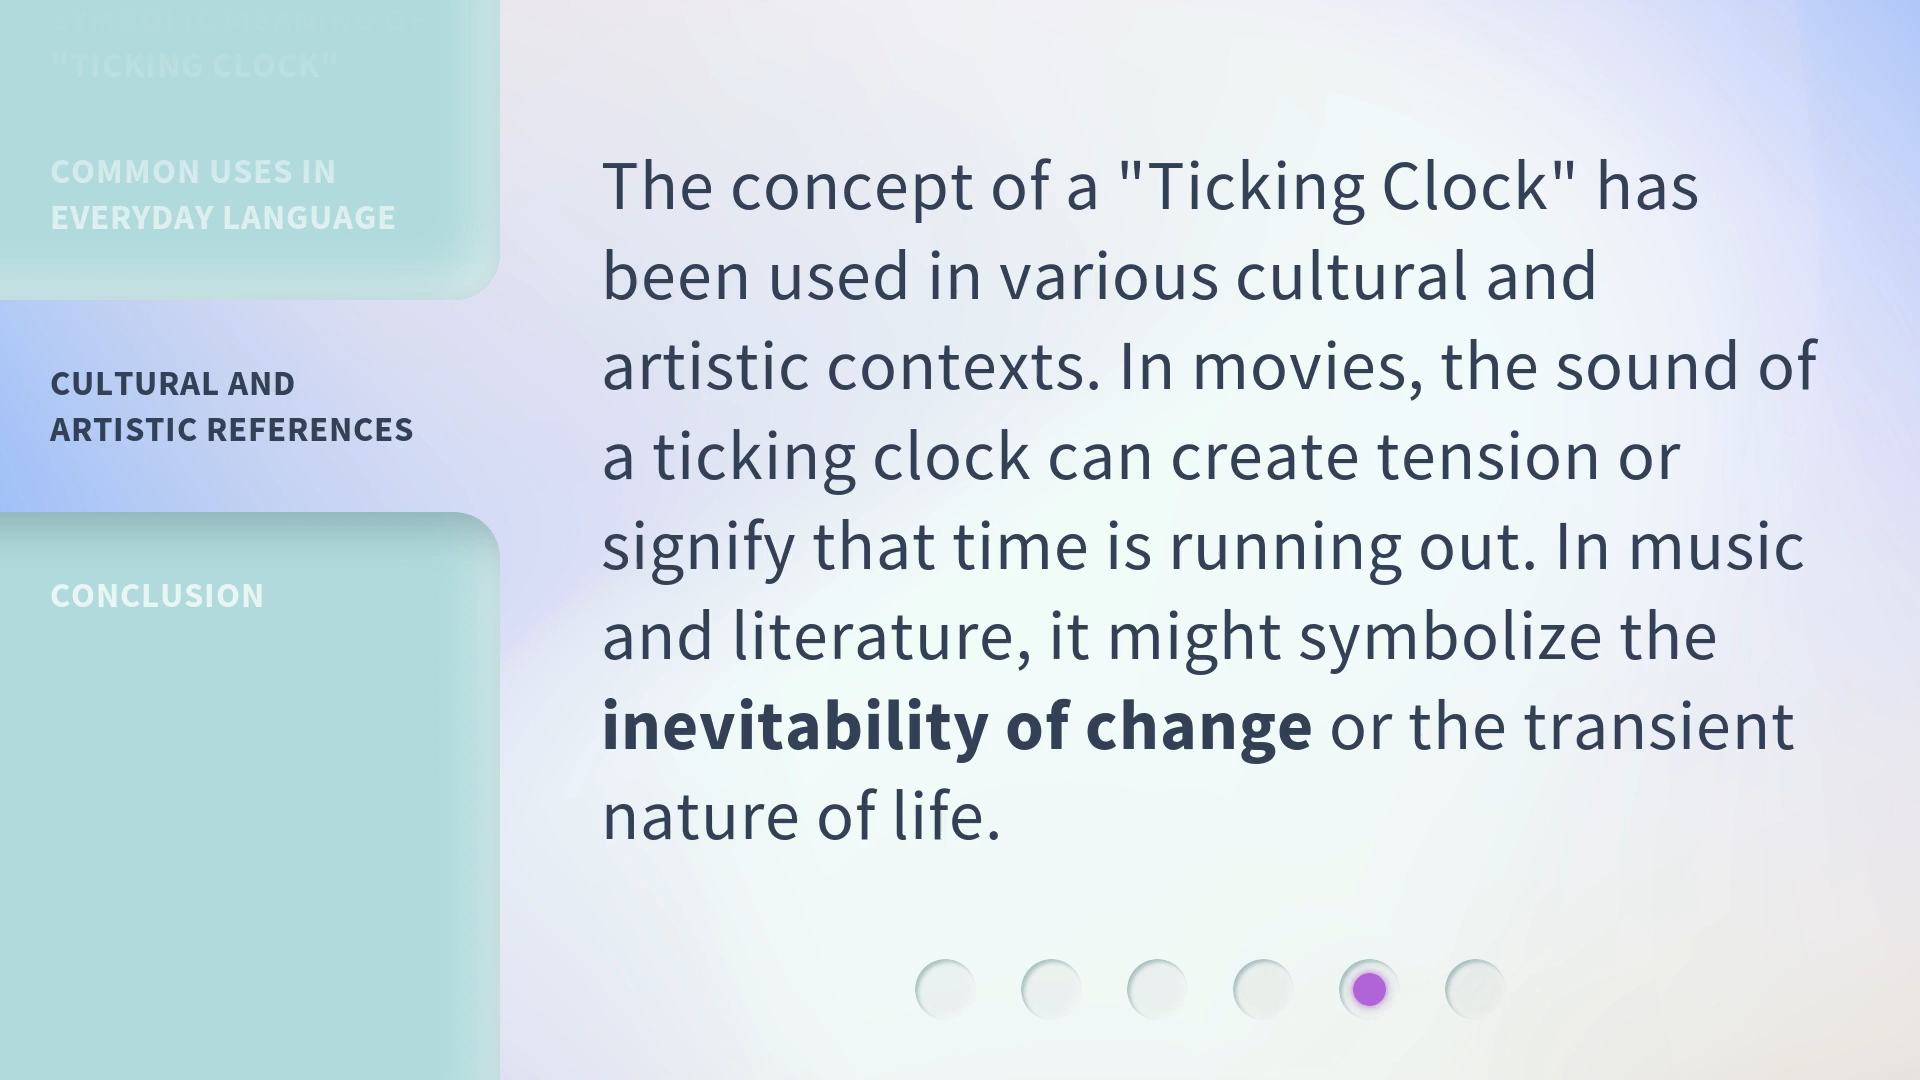 SYMBOLIC MEANING OF
"TICKING CLOCK"
COMMON USES IN
EVERYDAY LANGUAGE
CULTURAL AND
ARTISTIC REFERENCES
CONCLUSION
The concept of a "Ticking Clock" has
been used in various cultural and
artistic contexts. In movies, the sound of
a ticking clock can create tension or
signify that time is running out. In music
and literature, it might symbolize the
inevitability of change or the transient
nature of life.